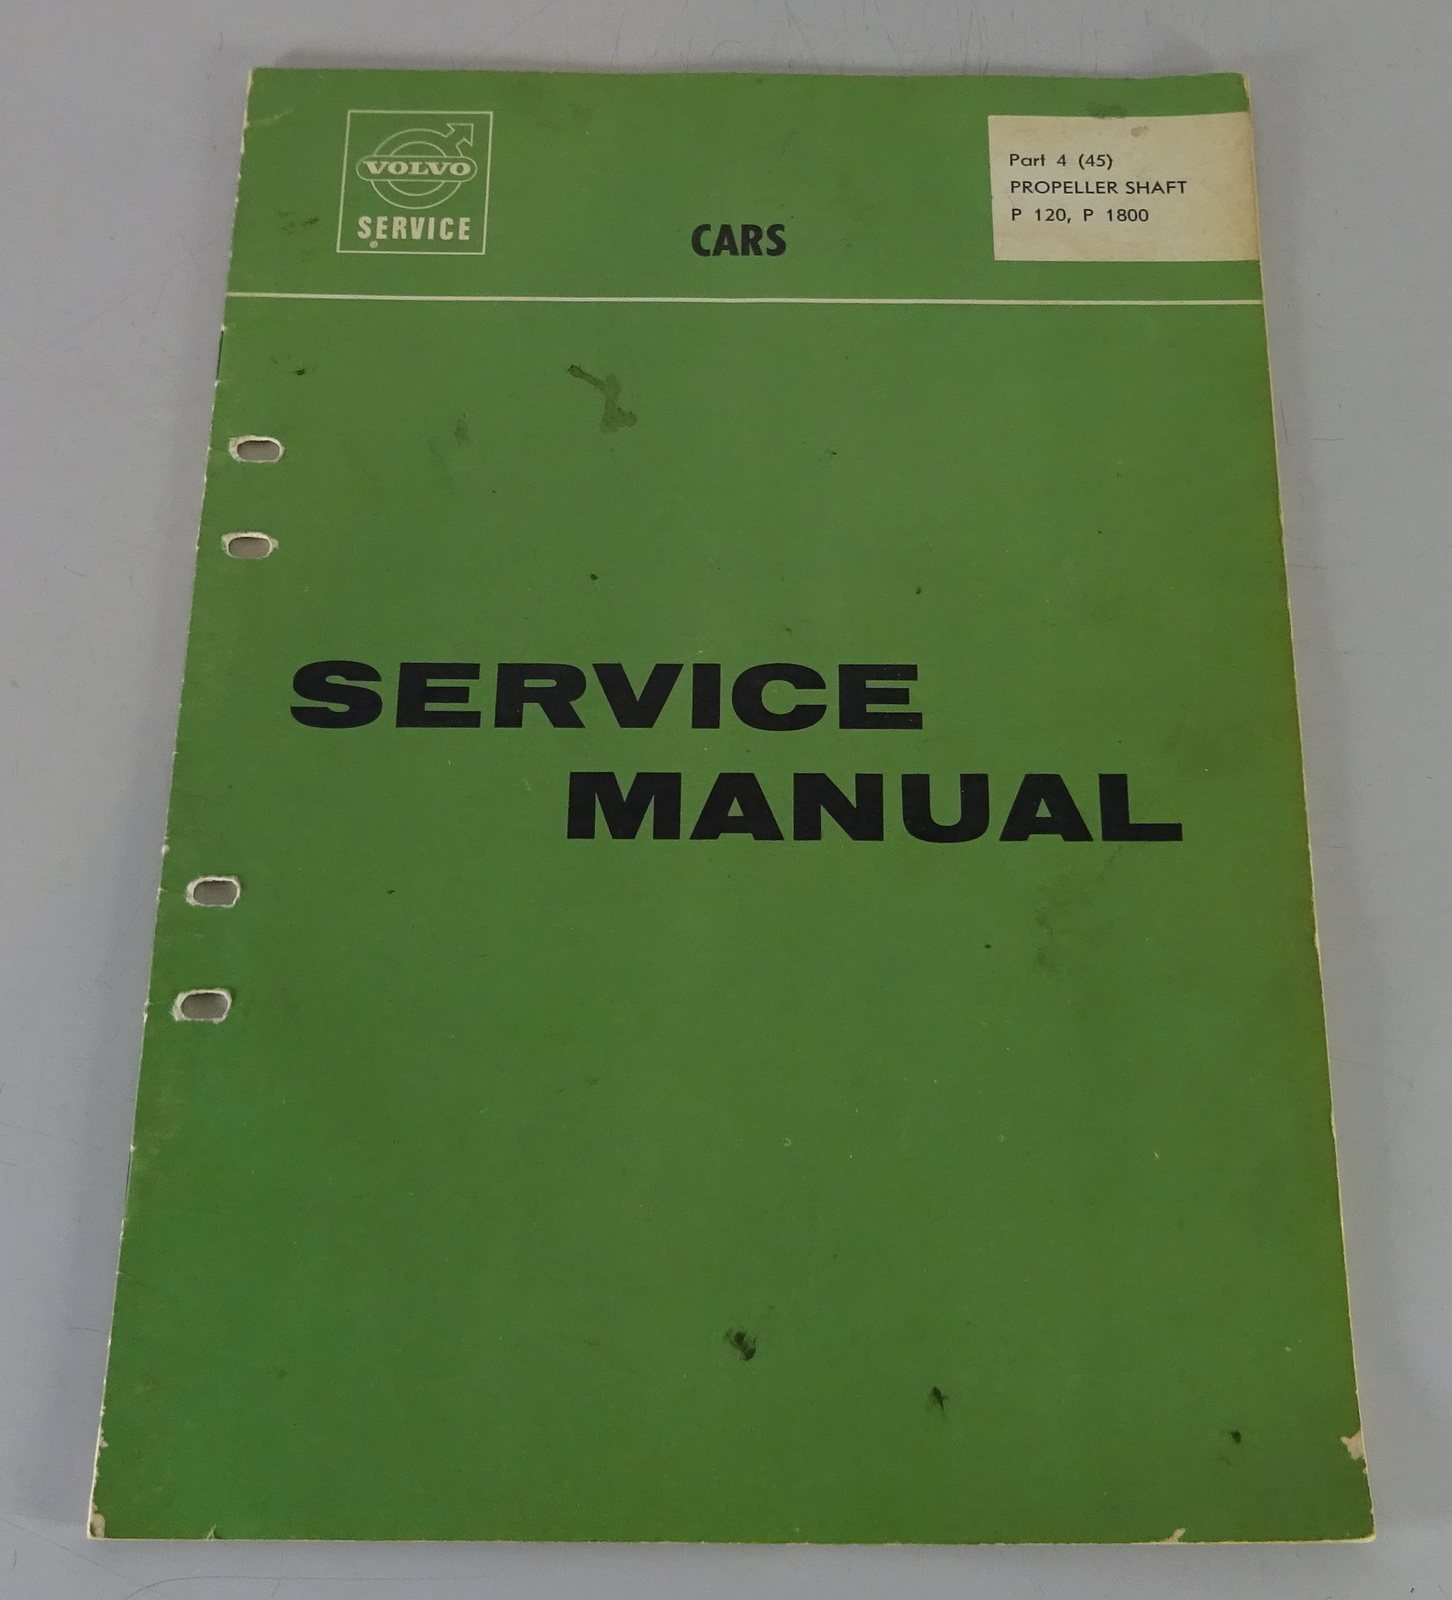 VOLVO
SERVICE
CARS
Part 4 (45)
PROPELLER SHAFT
P 120, P 1800
SERVICE
MANUAL